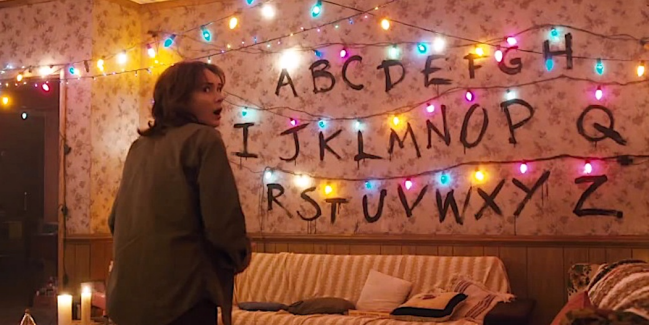 A B C D E F G H
I J K L M N O P Q
R S T U V W X Y Z